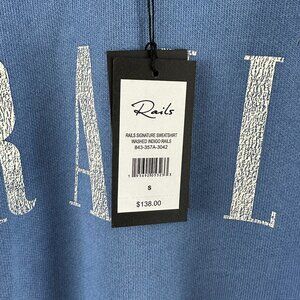 RAIL
Rails
RAILS SIGNATURE SWEATSHIRT
WASHED INDIGO RAILS
843-357A-3042
S
$138.00